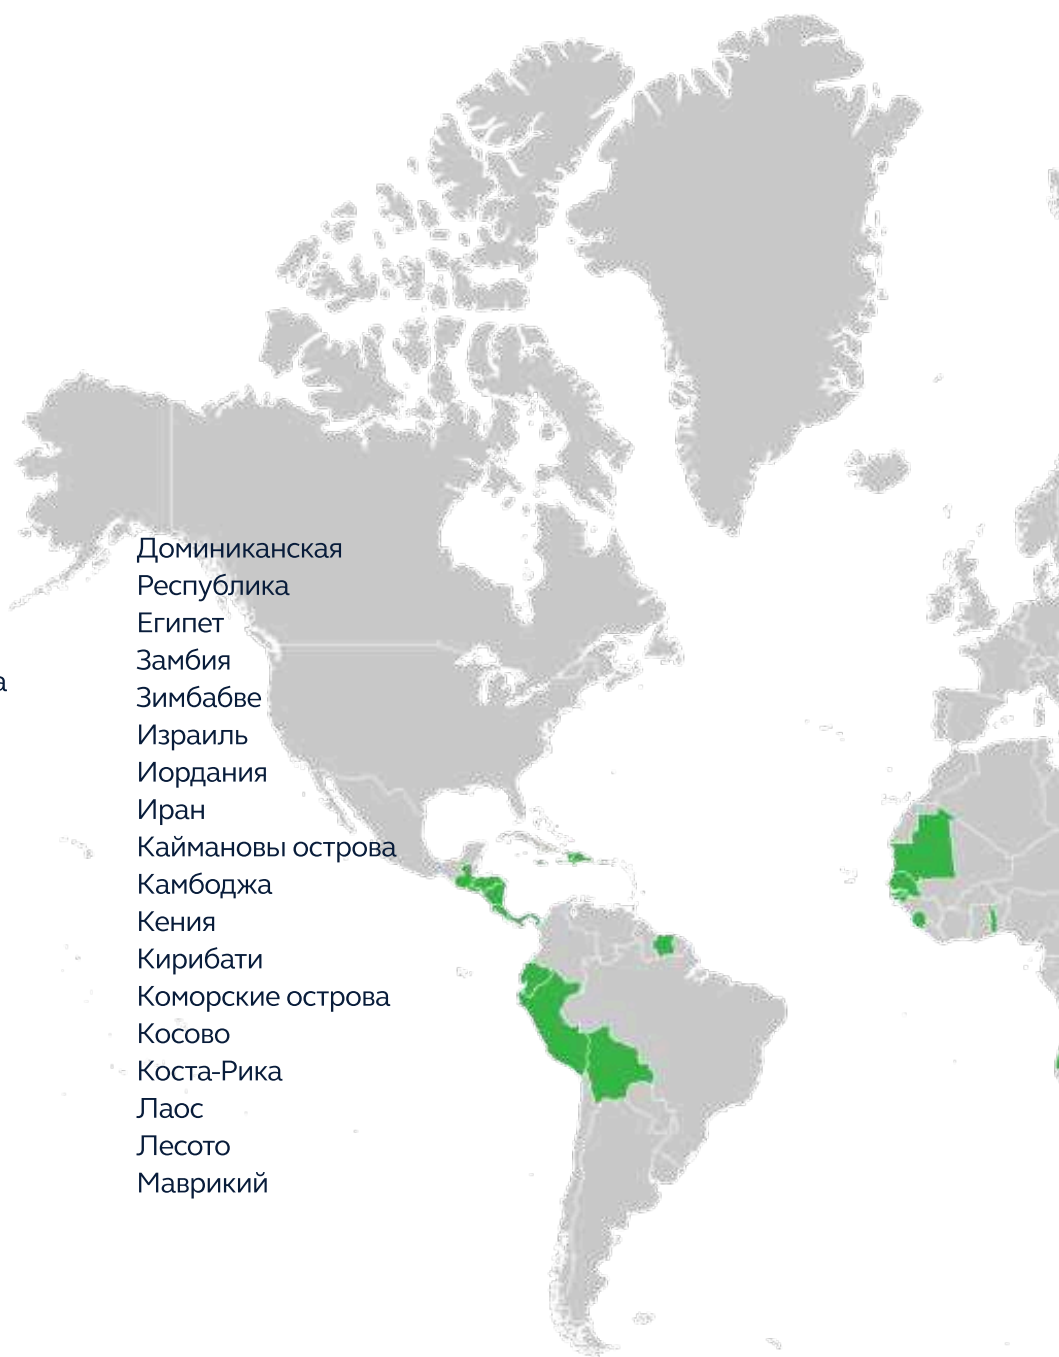 Доминиканская
Республика
Египет
Замбия
а
Зимбабве
Израиль
Иордания
Иран
Каймановы острова
Камбоджа
Кения
Кирибати
Коморские острова
Косово
Коста-Рика
Лаос
Лесото
Маврикий